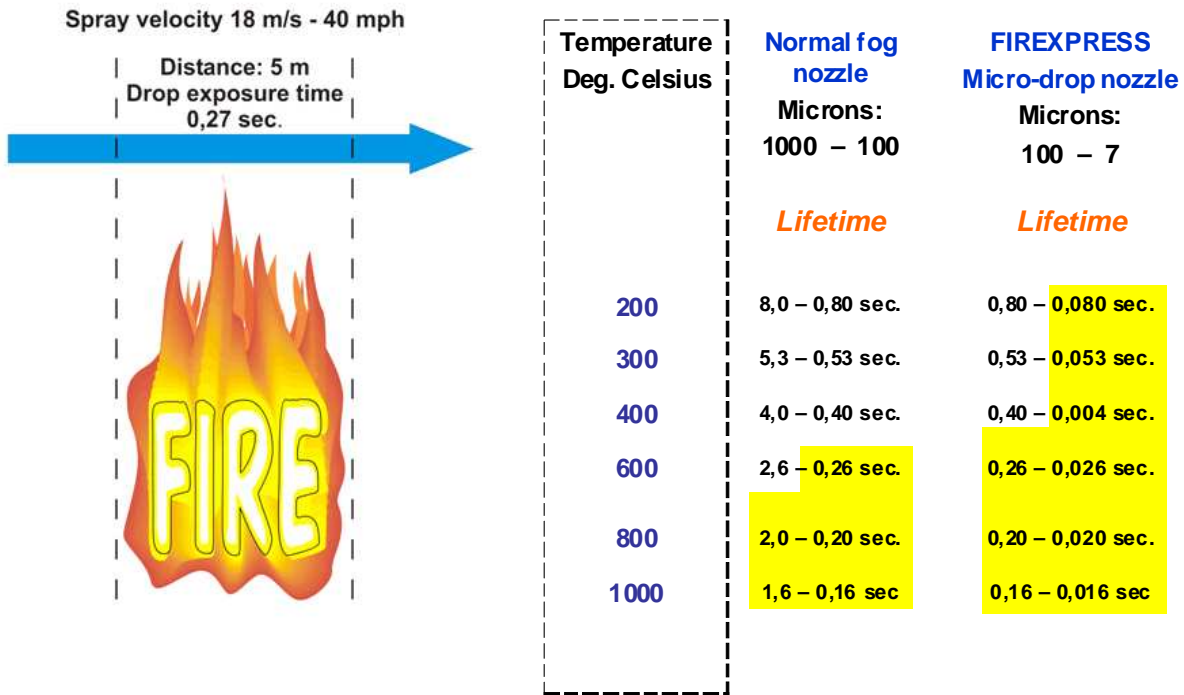 Spray velocity 18 m/s - 40 mph
Distance: 5 m
Drop exposure time
0,27 sec.
FIRE
Temperature
Deg. Celsius
Normal fog
nozzle
Microns:
1000 – 100
Lifetime
FIREXPRESS
Micro-drop nozzle
Microns:
100 – 7
Lifetime
200 8,0 – 0,80 sec. 0,80 – 0,080 sec.
300 5,3 – 0,53 sec. 0,53 – 0,053 sec.
400 4,0 – 0,40 sec. 0,40 – 0,004 sec.
600 2,6 – 0,26 sec. 0,26 – 0,026 sec.
800 2,0 – 0,20 sec. 0,20 – 0,020 sec.
1000 1,6 – 0,16 sec 0,16 – 0,016 sec